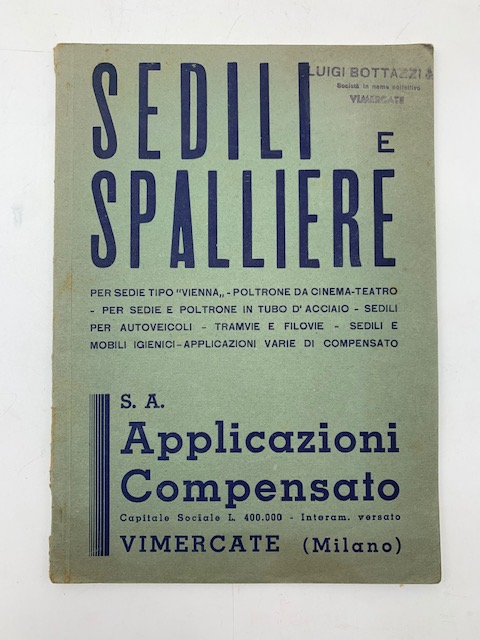 LUIGI BOTTAZZI &
Società in nome collettivo
VIMERCATE
SEDILI E
SPALLIERE
PER SEDIE TIPO "VIENNA„ - POLTRONE DA CINEMA-TEATRO
- PER SEDIE E POLTRONE IN TUBO D'ACCIAIO - SEDILI
PER AUTOVEICOLI - TRAMVIE E FILOVIE - SEDILI E
MOBILI IGIENICI-APPLICAZIONI VARIE DI COMPENSATO
S. A.
Applicazioni
Compensato
Capitale Sociale L. 400.000 - Interam. versato
VIMERCATE (Milano)